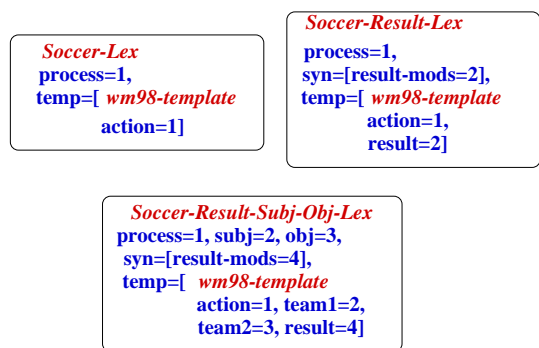 Soccer-Lex
process=1,
temp=[ wm98-template
action=1]
Soccer-Result-Lex
process=1,
syn=[result-mods=2],
temp=[ wm98-template
action=1,
result=2]
Soccer-Result-Subj-Obj-Lex
process=1, subj=2, obj=3,
syn=[result-mods=4],
temp=[ wm98-template
action=1, team1=2,
team2=3, result=4]